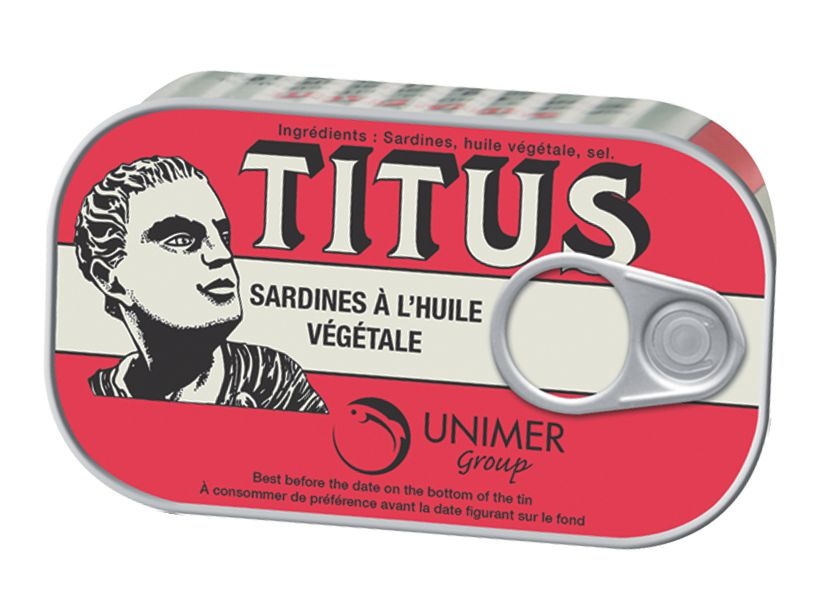 Ingrédients : Sardines, huile végétale, sel.
TITUS
SARDINES À L'HUILE
VÉGÉTALE
UNIMER
Group
Best before the date on the bottom of the tin
À consommer de préférence avant la date figurant sur le fond